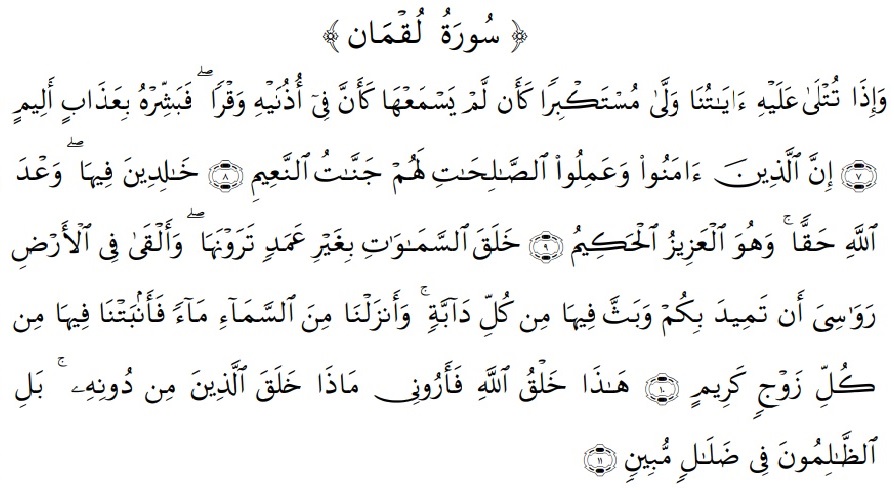 ﴿ سُورَةُ لُقْمَان ﴾
وَإِذَا تُتْلَىٰ عَلَيْهِ ءَايَـٰتُنَا وَلَّىٰ مُسْتَكْبِرًا كَأَن لَّمْ يَسْمَعْهَا كَأَنَّ فِىٓ أُذُنَيْهِ وَقْرًا ۖ فَبَشِّرْهُ بِعَذَابٍ أَلِيمٍ
﴿٧﴾ إِنَّ ٱلَّذِينَ ءَامَنُوا۟ وَعَمِلُوا۟ ٱلصَّـٰلِحَـٰتِ لَهُمْ جَنَّـٰتُ ٱلنَّعِيمِ ﴿٨﴾ خَـٰلِدِينَ فِيهَا ۖ وَعْدَ
ٱللَّهِ حَقًّا ۚ وَهُوَ ٱلْعَزِيزُ ٱلْحَكِيمُ ﴿٩﴾ خَلَقَ ٱلسَّمَـٰوَٰتِ بِغَيْرِ عَمَدٍ تَرَوْنَهَا ۖ وَأَلْقَىٰ فِى ٱلْأَرْضِ
رَوَٰسِىَ أَن تَمِيدَ بِكُمْ وَبَثَّ فِيهَا مِن كُلِّ دَآبَّةٍ ۚ وَأَنزَلْنَا مِنَ ٱلسَّمَآءِ مَآءً فَأَنۢبَتْنَا فِيهَا مِن
كُلِّ زَوْجٍ كَرِيمٍ ﴿١٠﴾ هَـٰذَا خَلْقُ ٱللَّهِ فَأَرُونِى مَاذَا خَلَقَ ٱلَّذِينَ مِن دُونِهِۦ ۚ بَلِ
ٱلظَّـٰلِمُونَ فِى ضَلَـٰلٍ مُّبِينٍ ﴿١١﴾